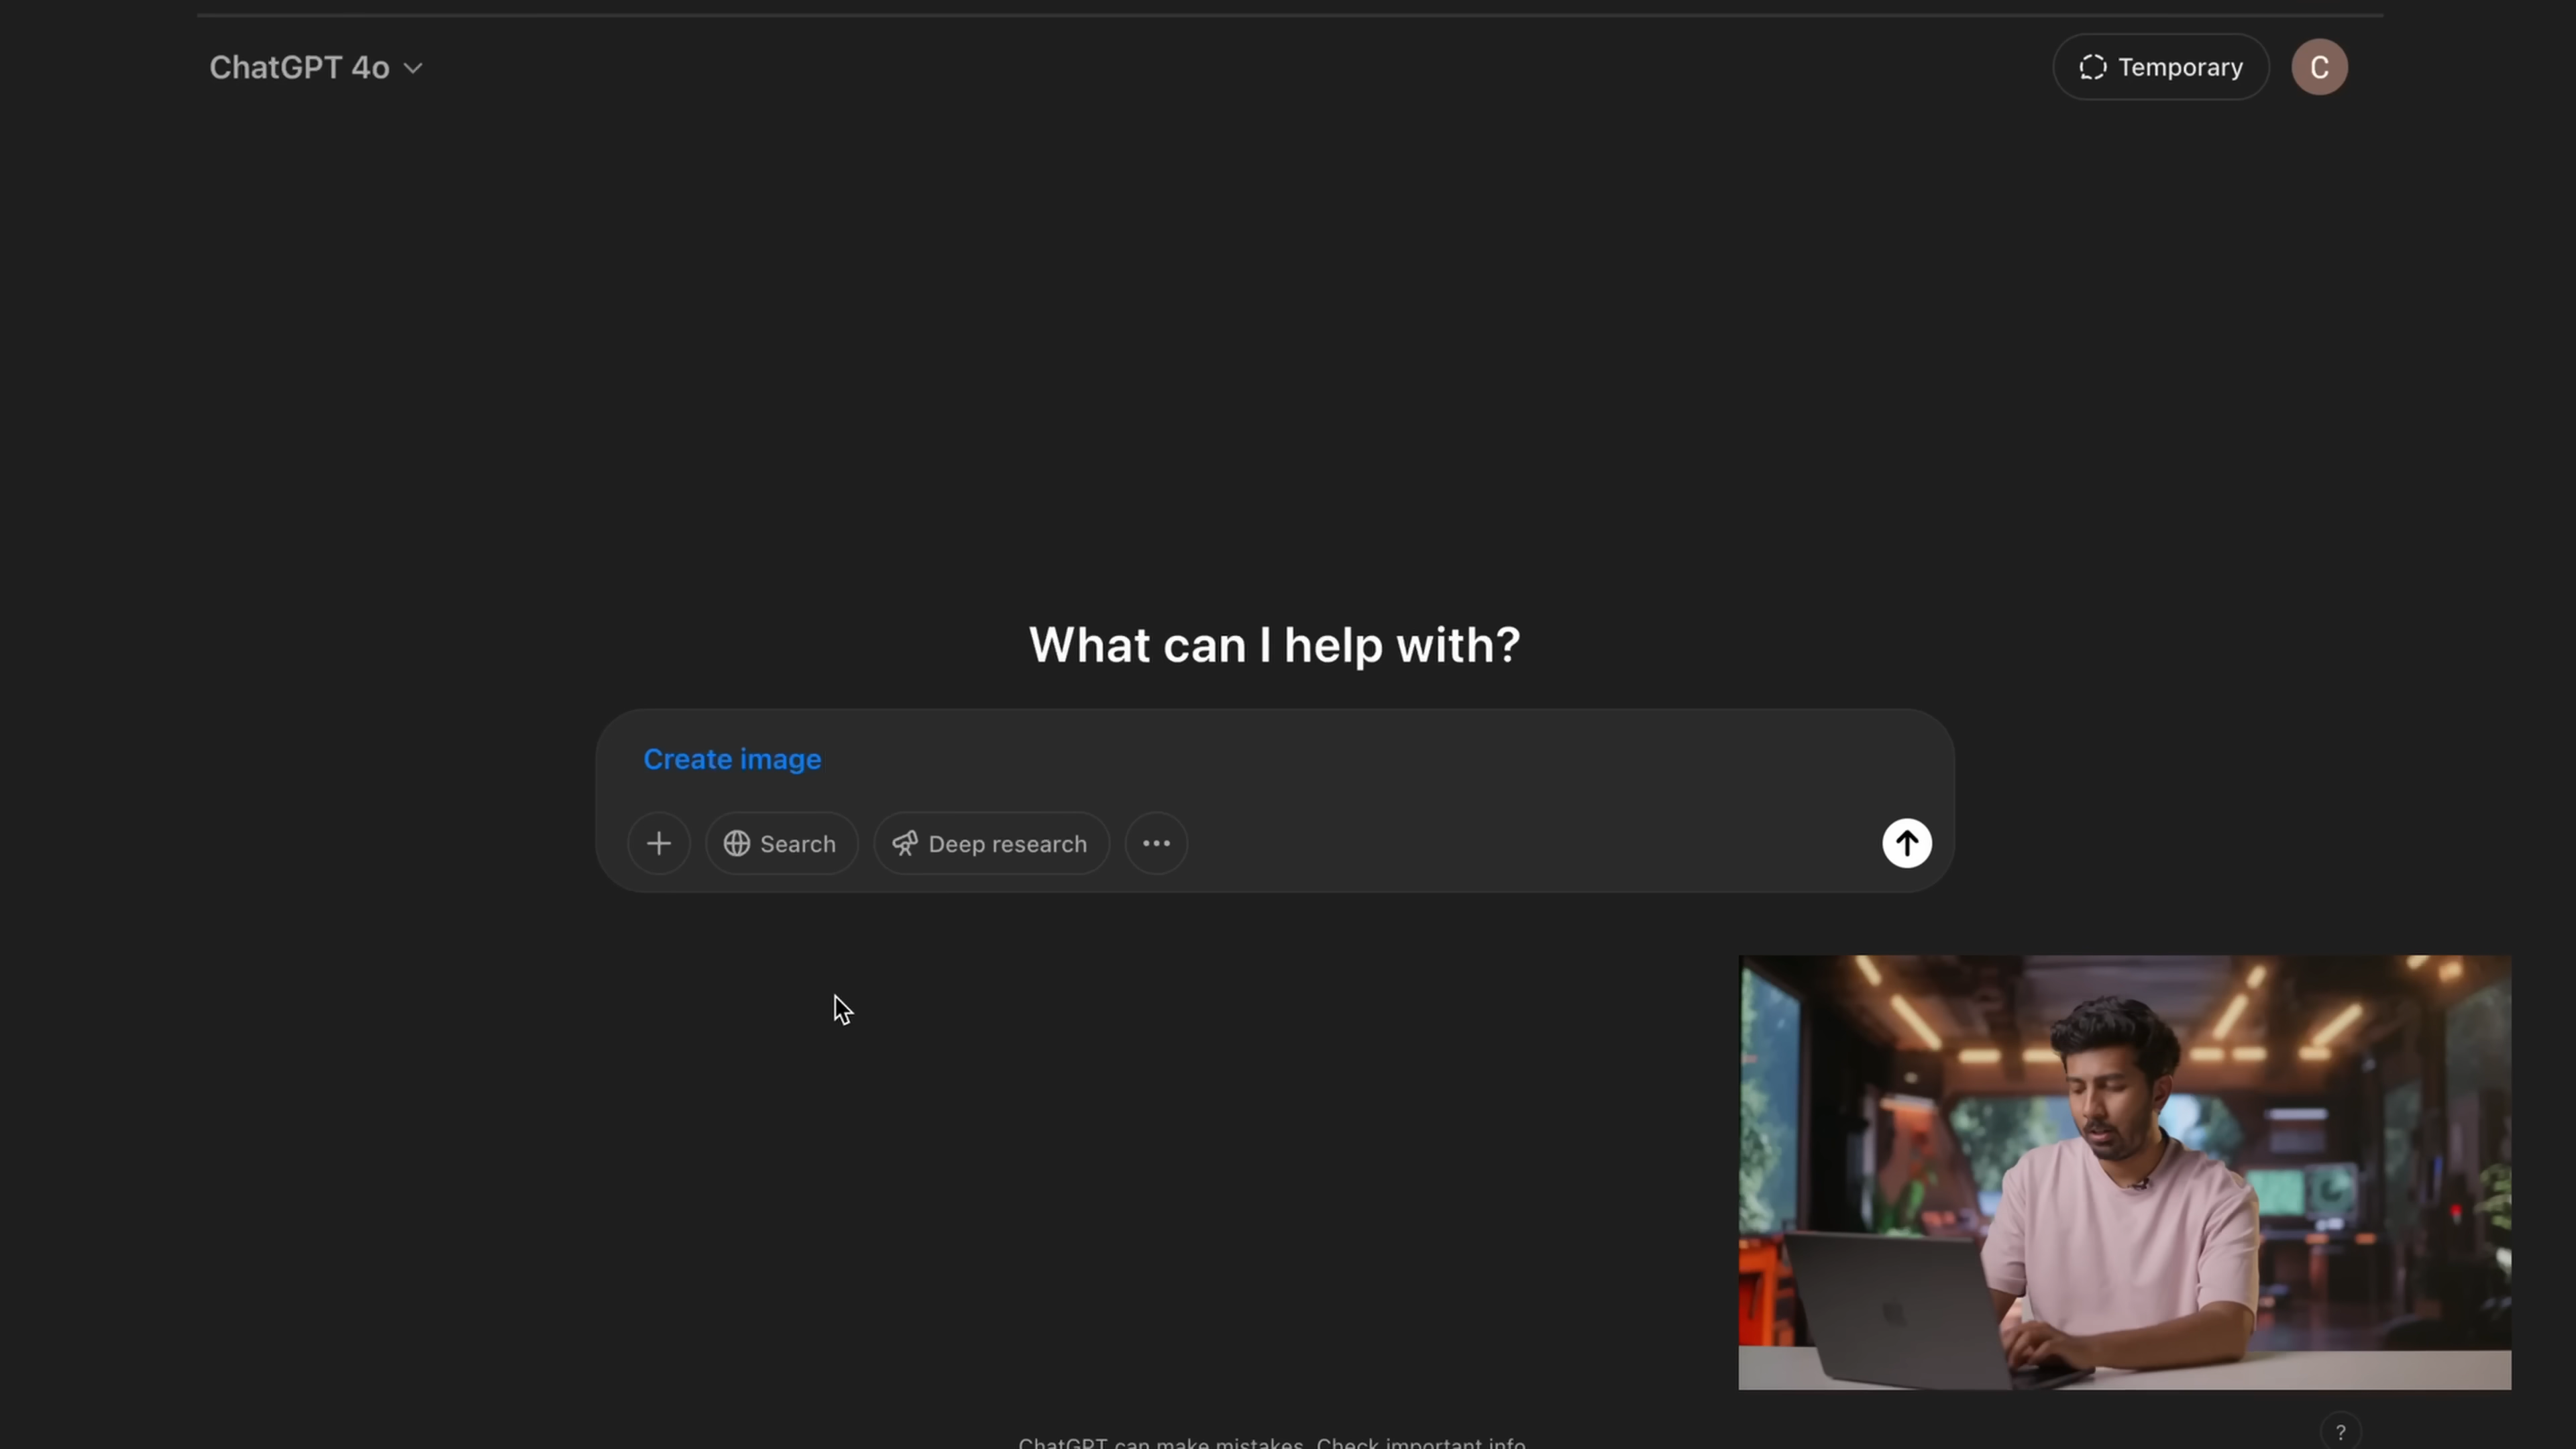 ChatGPT 4o
Temporary
C
What can I help with?
Create image
Search
Deep research
ChatGPT can make mistakes. Check important info.
?